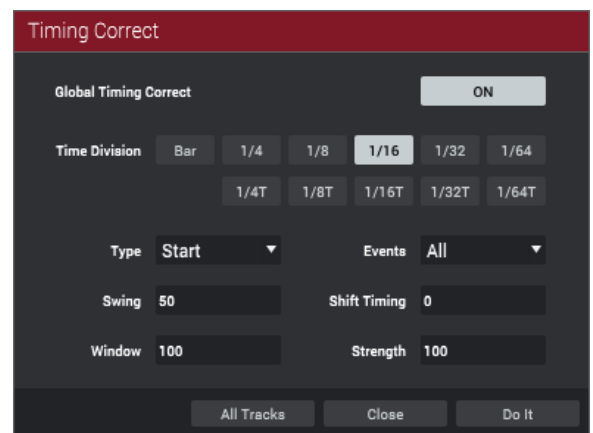 Timing Correct
Global Timing Correct ON
Time Division Bar 1/4 1/8 1/16 1/32 1/64
1/4T 1/8T 1/16T 1/32T 1/64T
Type Start Events All
Swing 50 Shift Timing 0
Window 100 Strength 100
All Tracks Close Do It